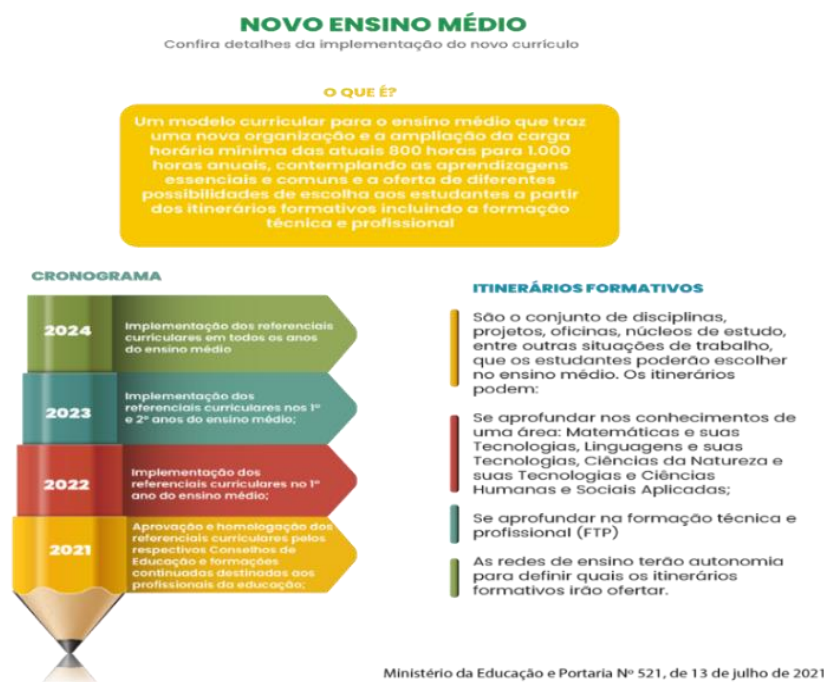 NOVO ENSINO MÉDIO
Confira detalhes da implementação do novo currículo
O QUE É?
Um modelo curricular para o ensino médio que traz
uma nova organização e a ampliação da carga
horária mínima das atuais 800 horas para 1.000
horas anuais, contemplando as aprendizagens
essenciais e comuns e a oferta de diferentes
possibilidades de escolha aos estudantes a partir
dos itinerários formativos incluindo a formação
técnica e profissional
CRONOGRAMA
2024
Implementação dos referenciais
curriculares em todos os anos
do ensino médio
2023
Implementação dos
referenciais curriculares nos 1º
e 2º anos do ensino médio;
2022
Implementação dos
referenciais curriculares no 1º
ano do ensino médio;
2021
Aprovação e homologação dos
referenciais curriculares pelos
respectivos Conselhos de
Educação e formações
continuadas destinadas aos
profissionais da educação;
ITINERÁRIOS FORMATIVOS
São o conjunto de disciplinas,
projetos, oficinas, núcleos de estudo,
entre outras situações de trabalho,
que os estudantes poderão escolher
no ensino médio. Os itinerários
podem:
Se aprofundar nos conhecimentos de
uma área: Matemáticas e suas
Tecnologias, Linguagens e suas
Tecnologias, Ciências da Natureza e
suas Tecnologias e Ciências
Humanas e Sociais Aplicadas;
Se aprofundar na formação técnica e
profissional (FTP)
As redes de ensino terão autonomia
para definir quais os itinerários
formativos irão ofertar.
Ministério da Educação e Portaria Nº 521, de 13 de julho de 2021